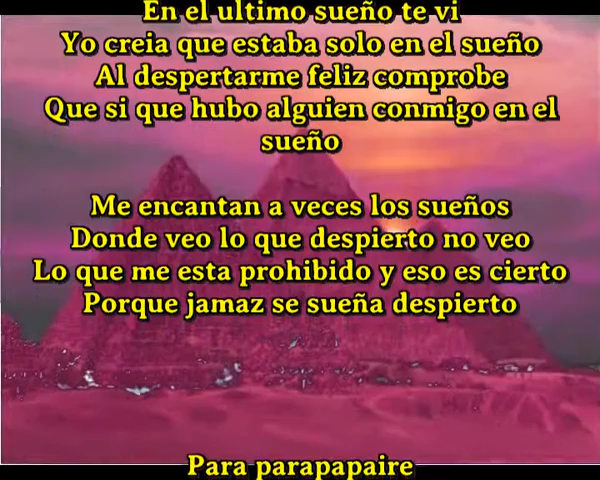 En el ultimo sueño te vi
Yo creia que estaba solo en el sueño
Al despertarme feliz comprobe
Que si que hubo alguien conmigo en el
sueño
Me encantan a veces los sueños
Donde veo lo que despierto no veo
Lo que me esta prohibido y eso es cierto
Porque jamaz se sueña despierto
Para parapapaire